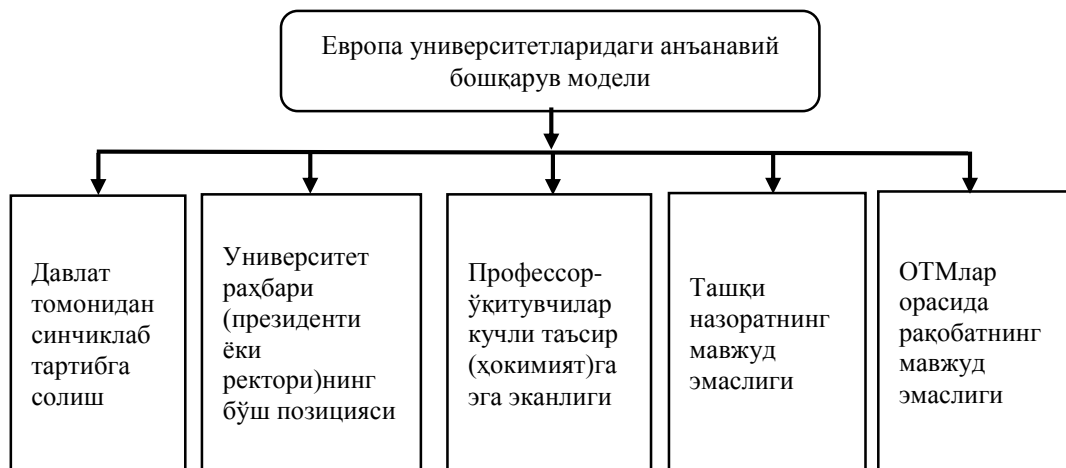 Европа университетларидаги анъанавий
бошқарув модели
Давлат
томонидан
синчиклаб
тартибга
солиш
Университет
раҳбари
(президенти
ёки
ректори)нинг
бўш позицияси
Профессор-
ўқитувчилар
кучли таъсир
(ҳокимият)га
эга эканлиги
Ташқи
назоратнинг
мавжуд
эмаслиги
ОТМлар
орасида
рақобатнинг
мавжуд
эмаслиги